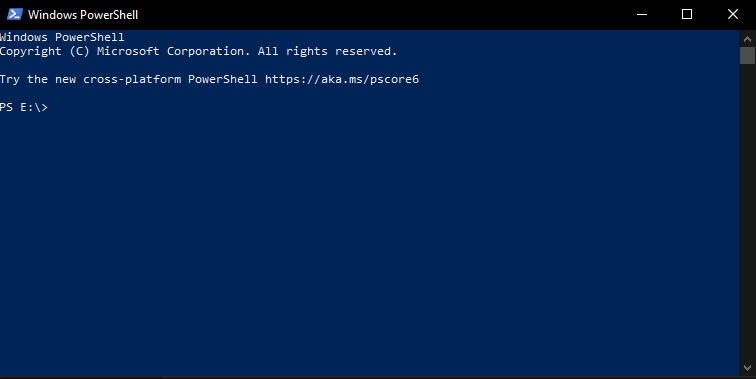 Windows PowerShell
Windows PowerShell
Copyright (C) Microsoft Corporation. All rights reserved.
Try the new cross-platform PowerShell https://aka.ms/pscore6
PS E:\>